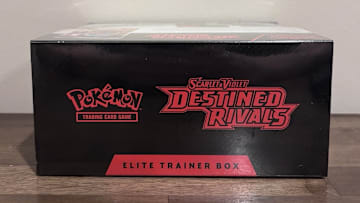 POKÉMON
TRADING CARD GAME
SCARLET & VIOLET
DESTINED
RIVALS
ELITE TRAINER BOX